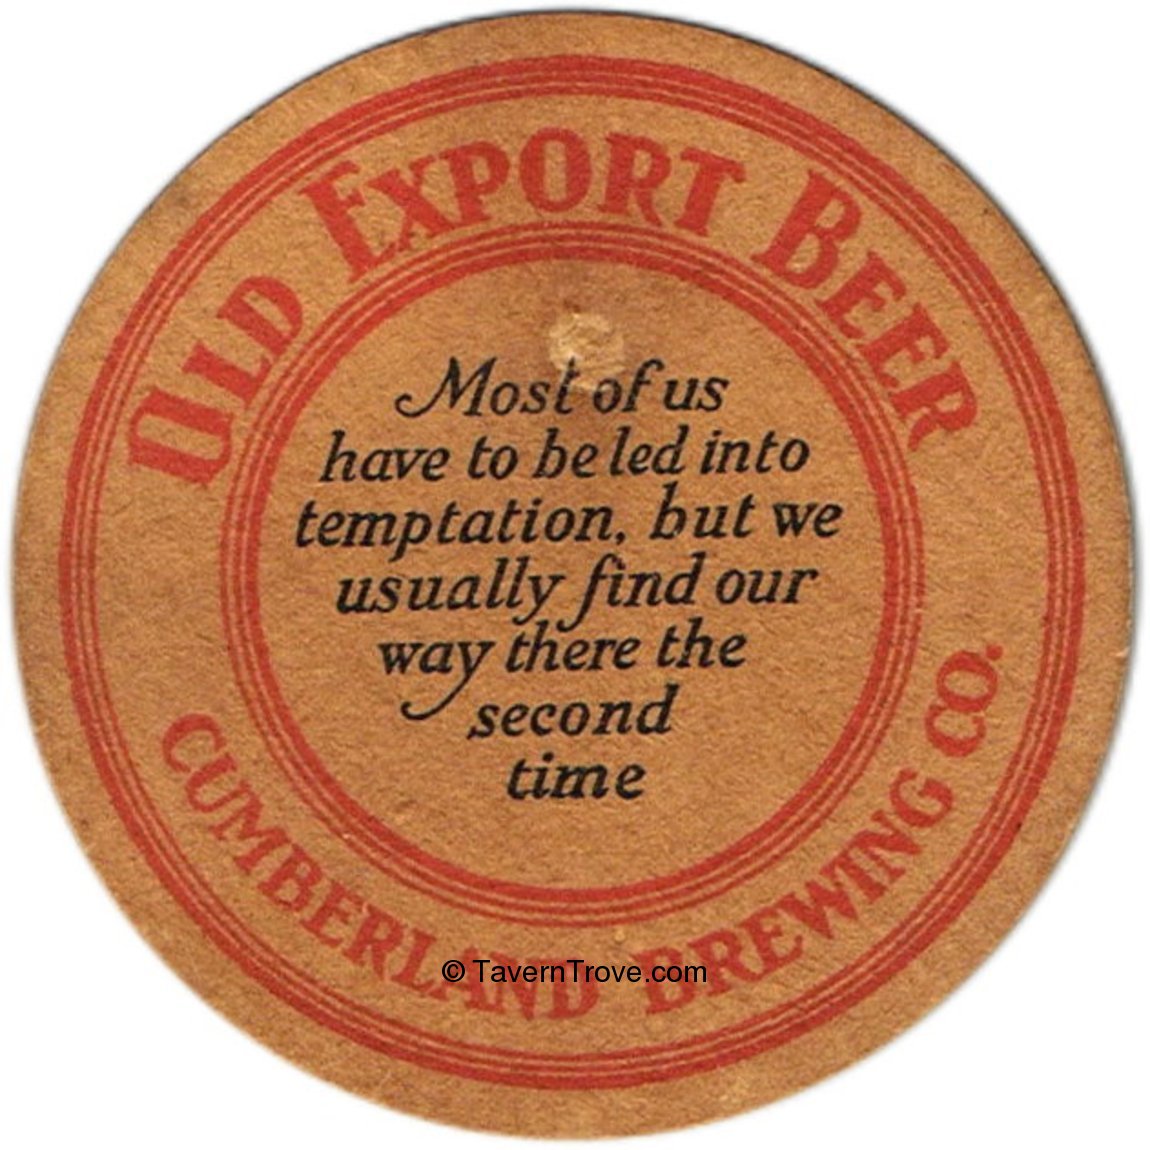 OLD EXPORT BEER
Most of us
have to be led into
temptation, but we
usually find our
way there the
second
time
CUMBERLAND BREWING CO.
© TavernTrove.com